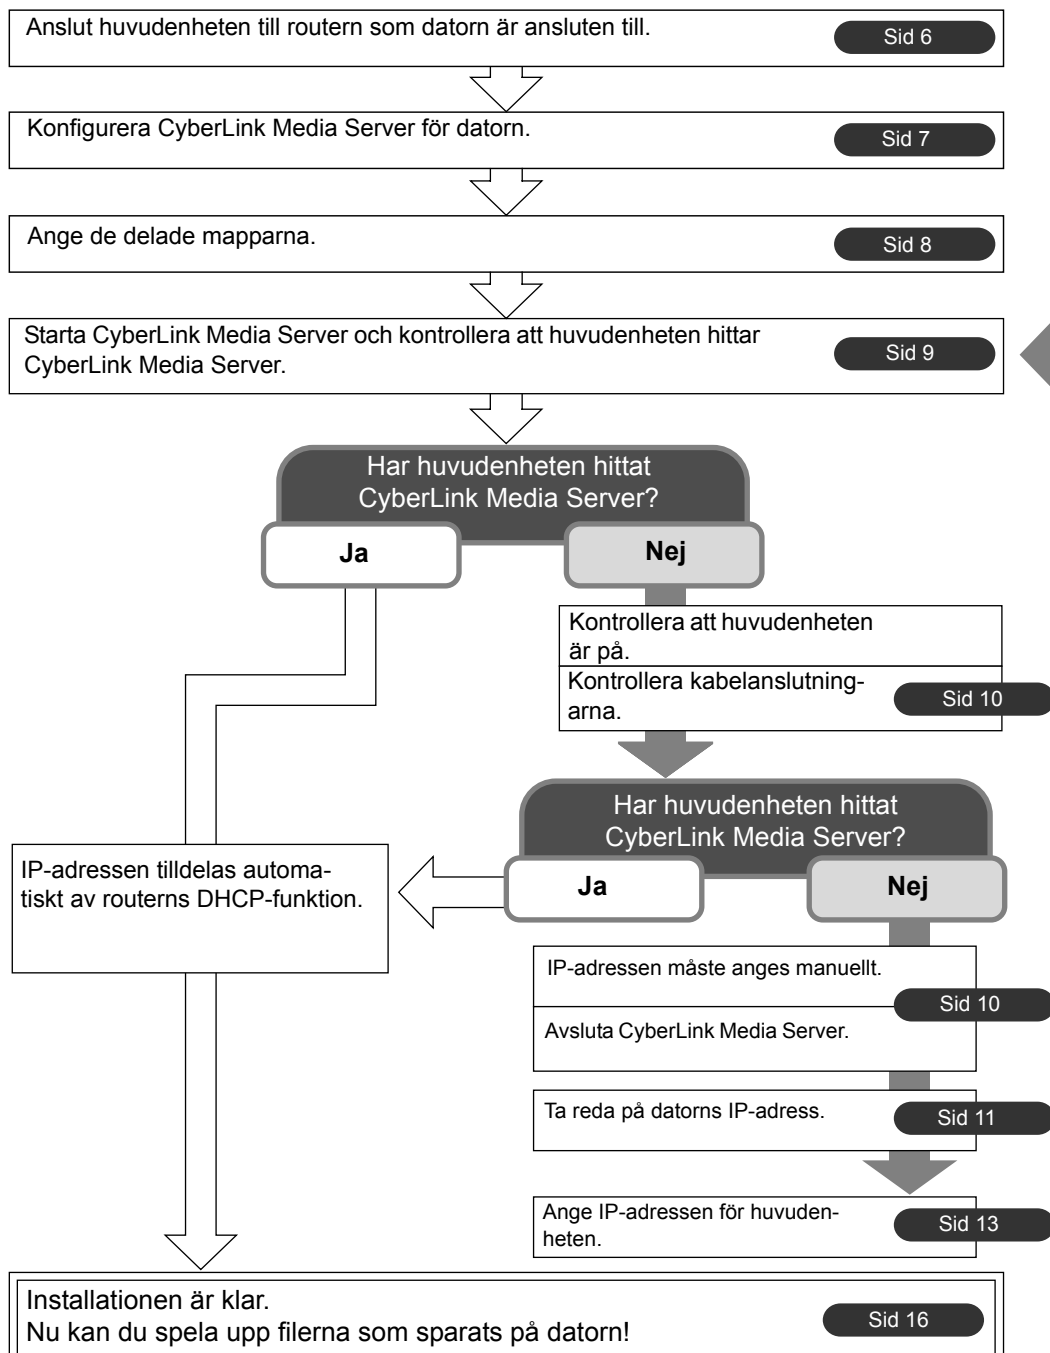 Anslut huvudenheten till routern som datorn är ansluten till.
Sid 6
Konfigurera CyberLink Media Server för datorn.
Sid 7
Ange de delade mapparna.
Sid 8
Starta CyberLink Media Server och kontrollera att huvudenheten hittar
CyberLink Media Server.
Sid 9
Har huvudenheten hittat
CyberLink Media Server?
Ja
Nej
Kontrollera att huvudenheten
är på.
Kontrollera kabelanslutning-
arna.
Sid 10
Har huvudenheten hittat
CyberLink Media Server?
Ja
Nej
IP-adressen tilldelas automa-
tiskt av routerns DHCP-funktion.
IP-adressen måste anges manuellt.
Sid 10
Avsluta CyberLink Media Server.
Ta reda på datorns IP-adress.
Sid 11
Ange IP-adressen för huvuden-
heten.
Sid 13
Installationen är klar.
Nu kan du spela upp filerna som sparats på datorn!
Sid 16